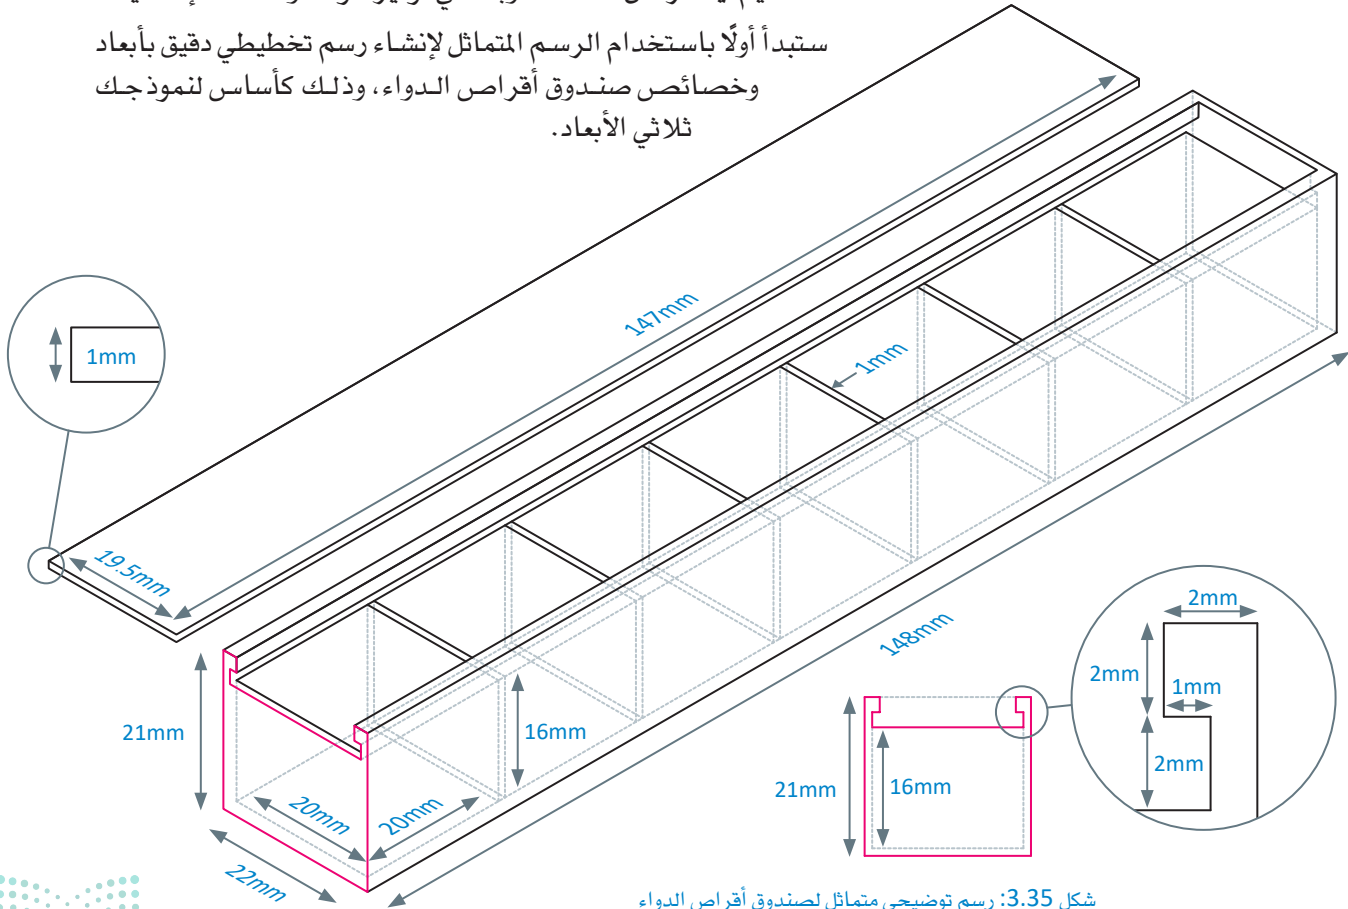 ستبدأ أولًا باستخدام الرسم المتماثل لإنشاء رسم تخطيطي دقيق بأبعاد
وخصائص صندوق أقراص الدواء، وذلك كأساس لنموذجك
ثلاثي الأبعاد.
147mm
1mm
1mm
19.5mm
148mm
2mm
2mm
1mm
2mm
21mm
16mm
21mm
16mm
20mm
20mm
22mm
شكل 3.35: رسم توضيحي متماثل لصندوق أقراص الدواء